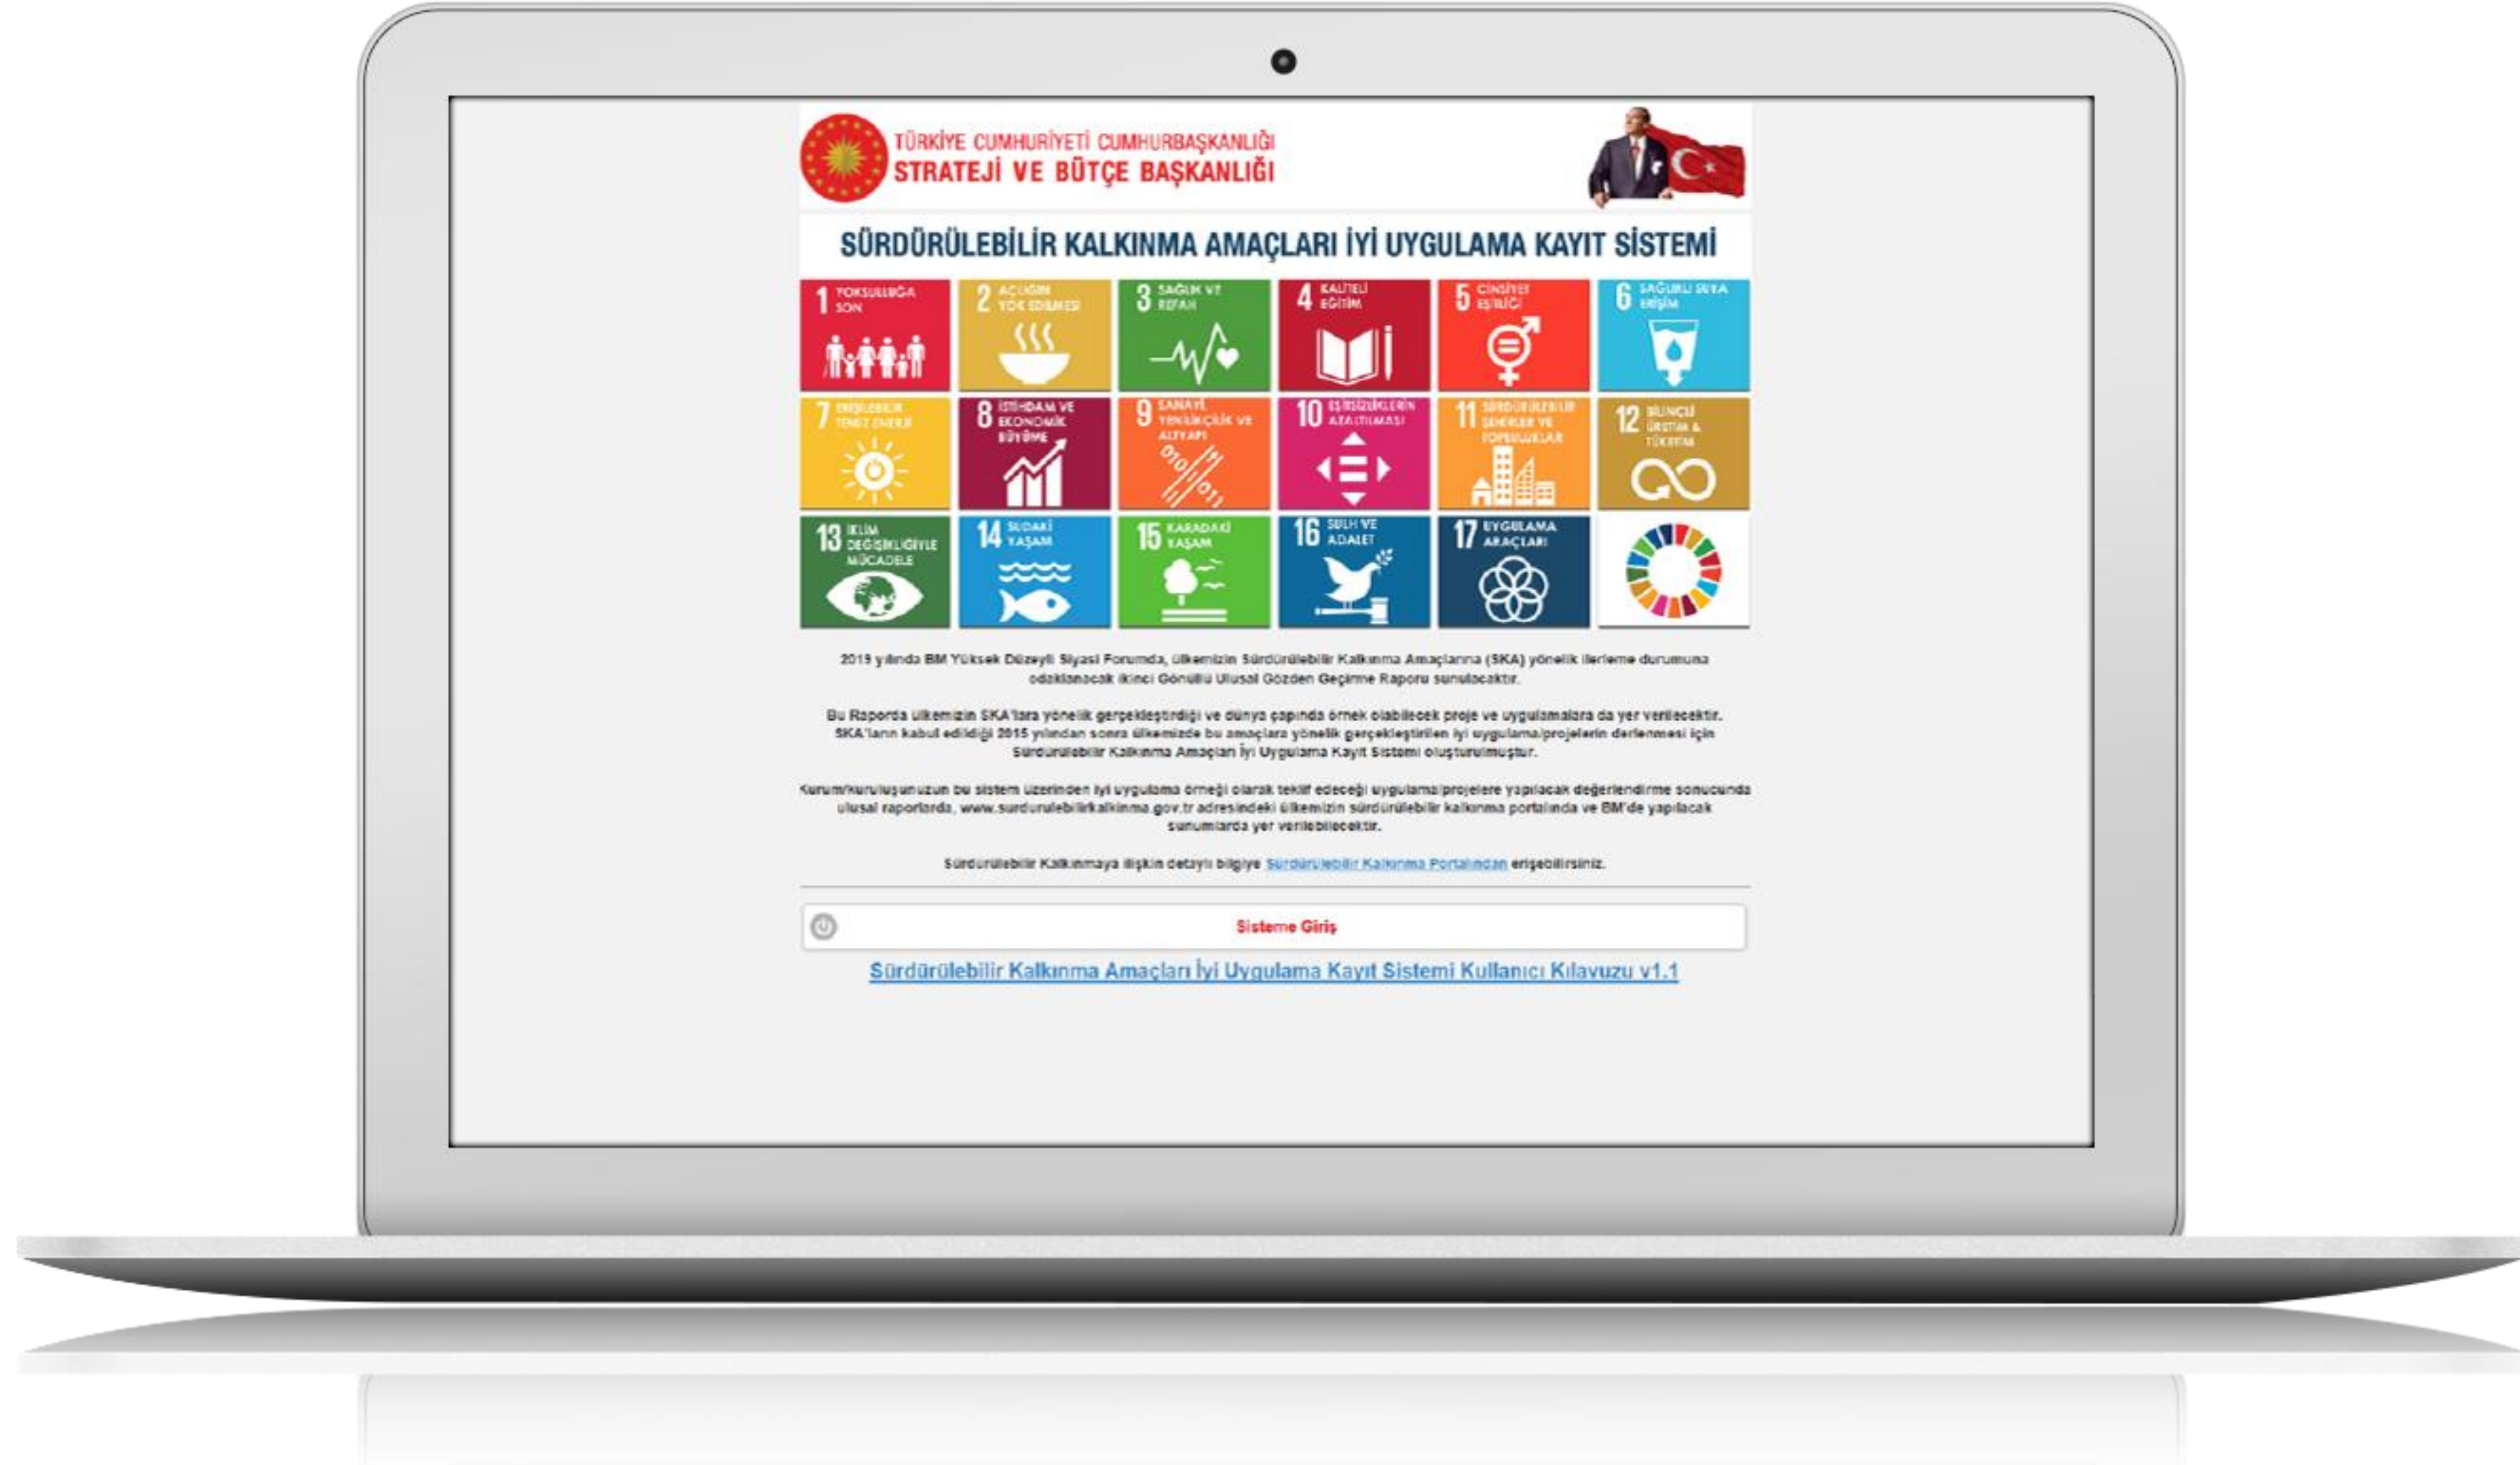 TÜRKİYE CUMHURİYETİ CUMHURBAŞKANLIĞI
STRATEJİ VE BÜTÇE BAŞKANLIĞI
SÜRDÜRÜLEBİLİR KALKINMA AMAÇLARI İYİ UYGULAMA KAYIT SİSTEMİ
1 YOKSULLUĞA
SON
2 AÇLIĞIN
YOK EDİLMESİ
3 SAĞLIK VE
REFAH
4 KALİTELİ
EĞİTİM
5 CİNSİYET
EŞİTLİĞİ
6 SAĞLIKLI SUYA
ERİŞİM
7 ERİŞİLEBİLİR
TEMİZ ENERJİ
8 İSTİHDAM VE
EKONOMİK
BÜYÜME
9 SANAYİ,
YENİLİKÇİLİK VE
ALTYAPI
10 EŞİTSİZLİKLERİN
AZALTILMASI
11 SÜRDÜRÜLEBİLİR
ŞEHİRLER VE
TOPLULUKLAR
12 BİLİNÇLİ
ÜRETİM &
TÜKETİM
13 İKLİM
DEĞİŞİKLİĞİYLE
MÜCADELE
14 SUDAKİ
YAŞAM
15 KARADAKİ
YAŞAM
16 SULH VE
ADALET
17 UYGULAMA
ARAÇLARI
2019 yılında BM Yüksek Düzeyli Siyasi Forumda, ülkemizin Sürdürülebilir Kalkınma Amaçlarına (SKA) yönelik ilerleme durumuna
odaklanacak ikinci Gönüllü Ulusal Gözden Geçirme Raporu sunulacaktır.
Bu Raporda ülkemizin SKA'lara yönelik gerçekleştirdiği ve dünya çapında örnek olabilecek proje ve uygulamalara da yer verilecektir.
SKA'ların kabul edildiği 2015 yılından sonra ülkemizde bu amaçlara yönelik gerçekleştirilen iyi uygulama/projelerin derlenmesi için
Sürdürülebilir Kalkınma Amaçları İyi Uygulama Kayıt Sistemi oluşturulmuştur.
Kurum/kuruluşunuzun bu sistem üzerinden iyi uygulama örneği olarak teklif edeceği uygulama/projelere yapılacak değerlendirme sonucunda
ulusal raporlarda, www.surdurulebilirkalkinma.gov.tr adresindeki ülkemizin sürdürülebilir kalkınma portalında ve BM'de yapılacak
sunumlarda yer verilebilecektir.
Sürdürülebilir Kalkınmaya ilişkin detaylı bilgiye Sürdürülebilir Kalkınma Portalından erişebilirsiniz.
Sisteme Giriş
Sürdürülebilir Kalkınma Amaçları İyi Uygulama Kayıt Sistemi Kullanıcı Kılavuzu v1.1